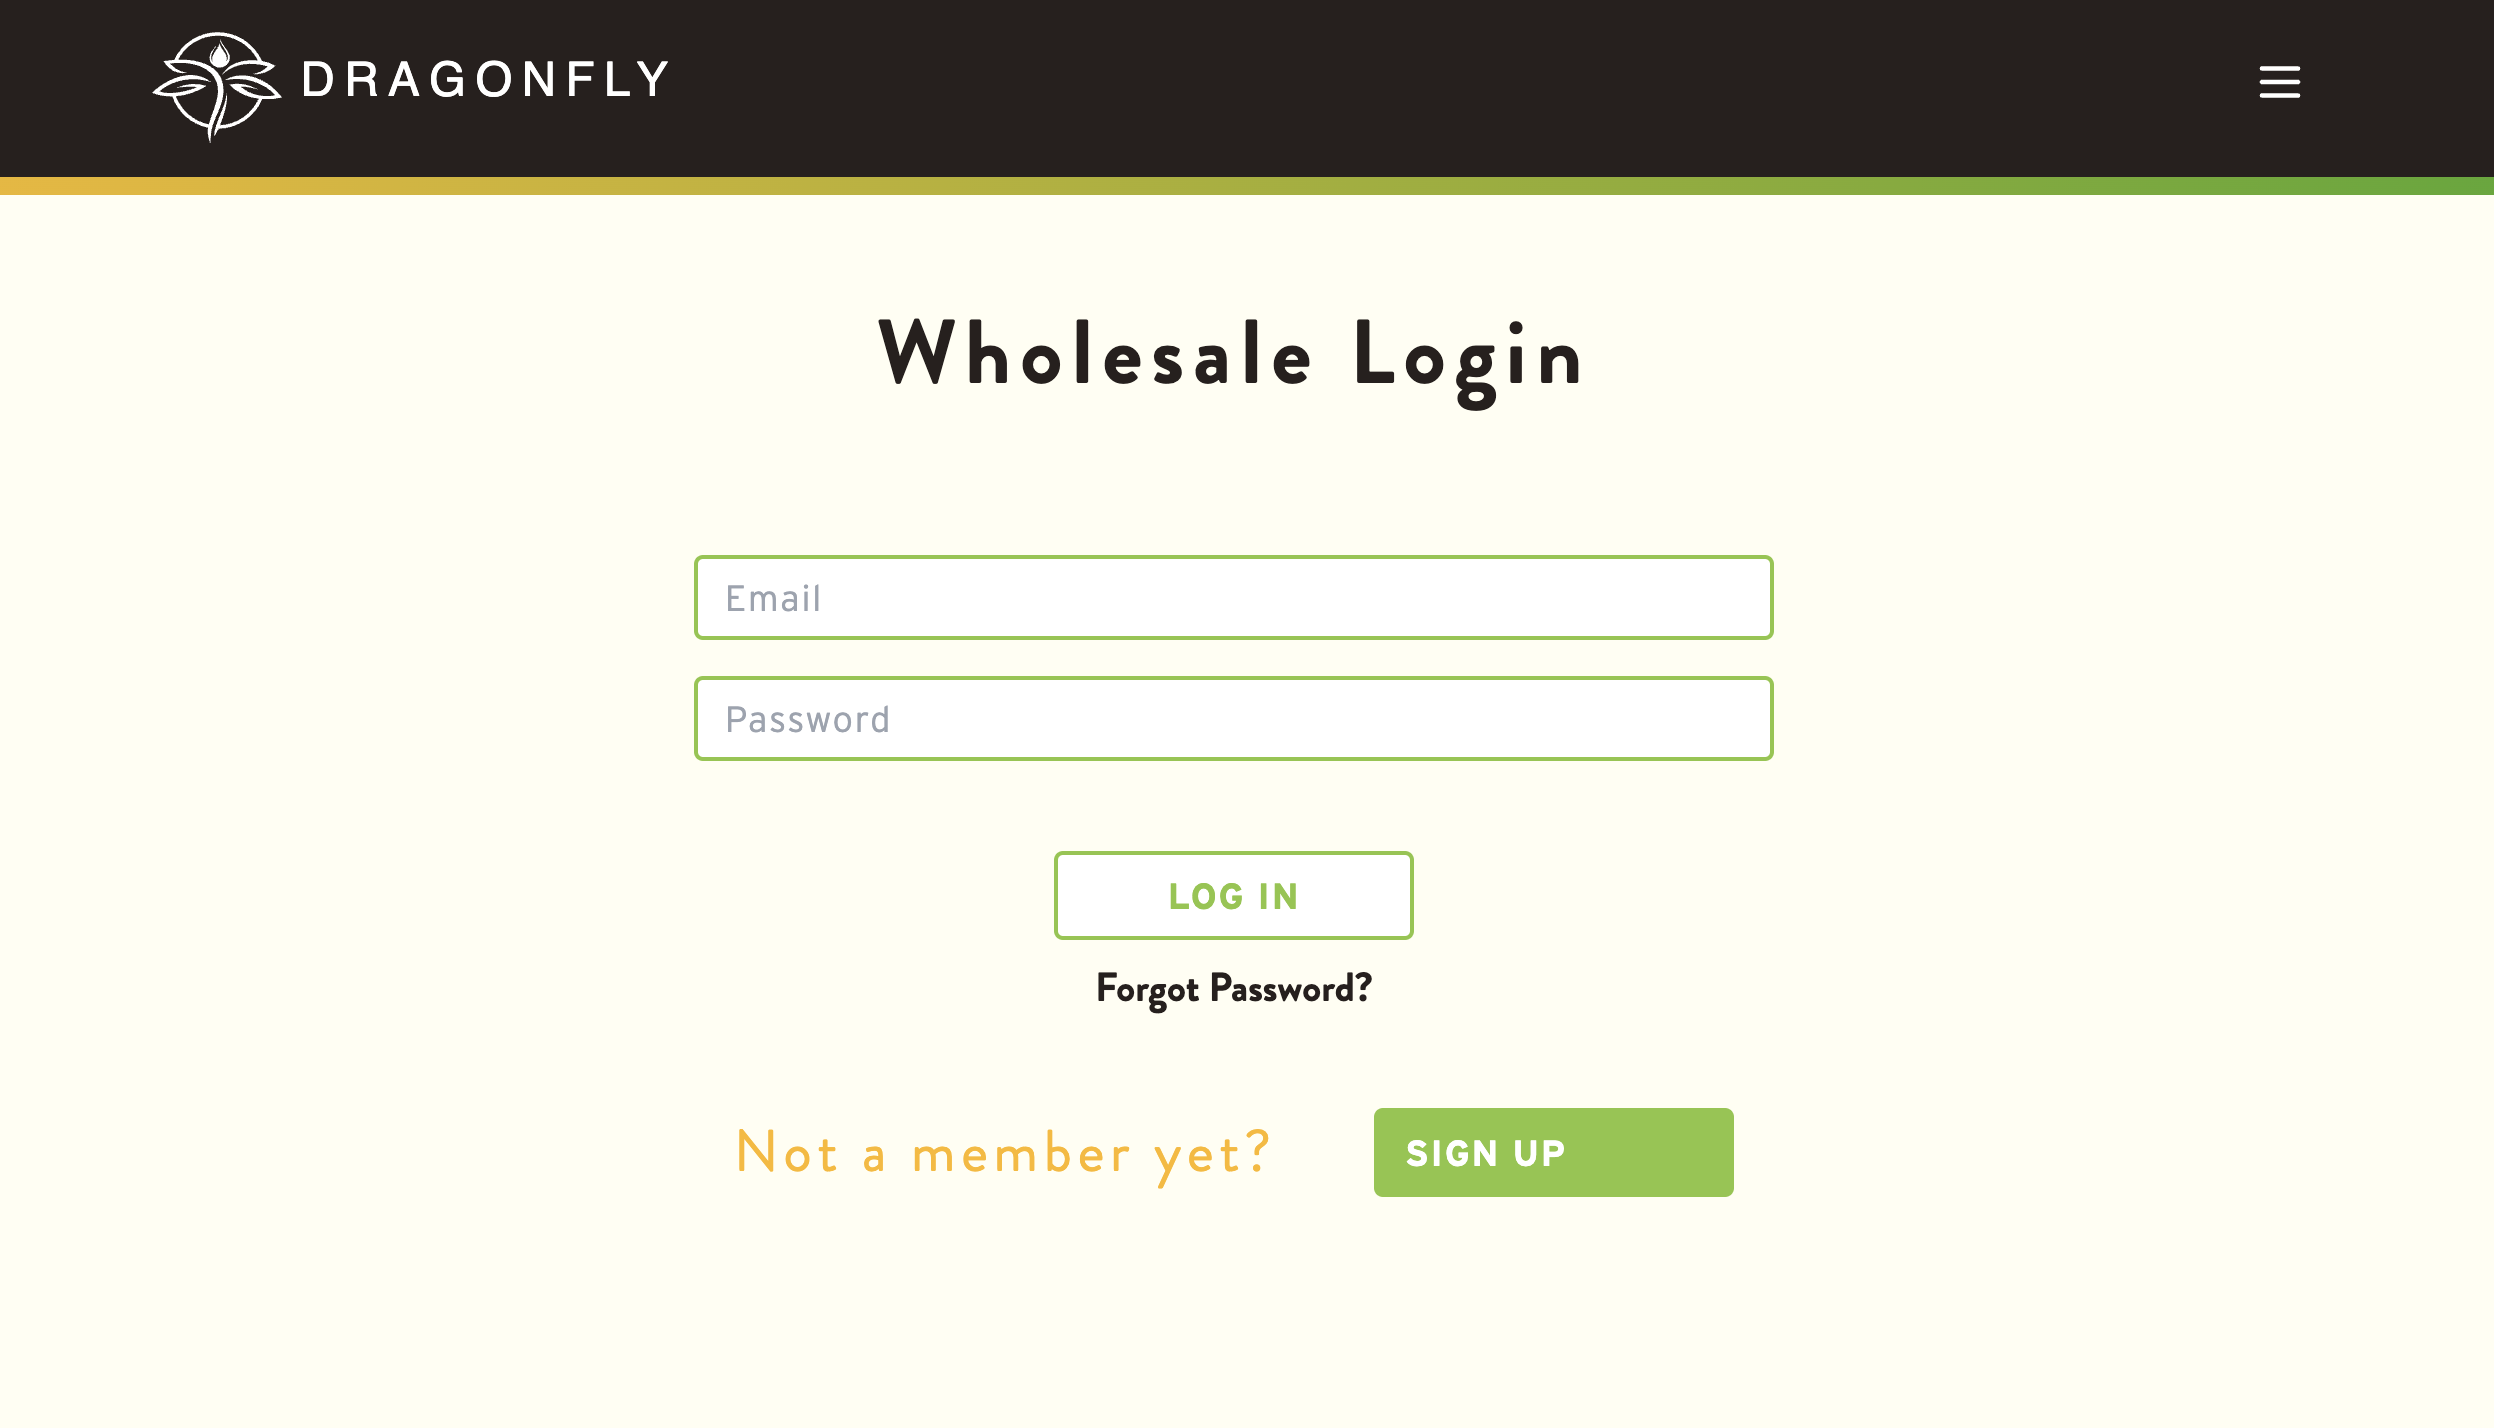 DRAGONFLY
Wholesale Login
Email
Password
LOG IN
Forgot Password?
Not a member yet? SIGN UP